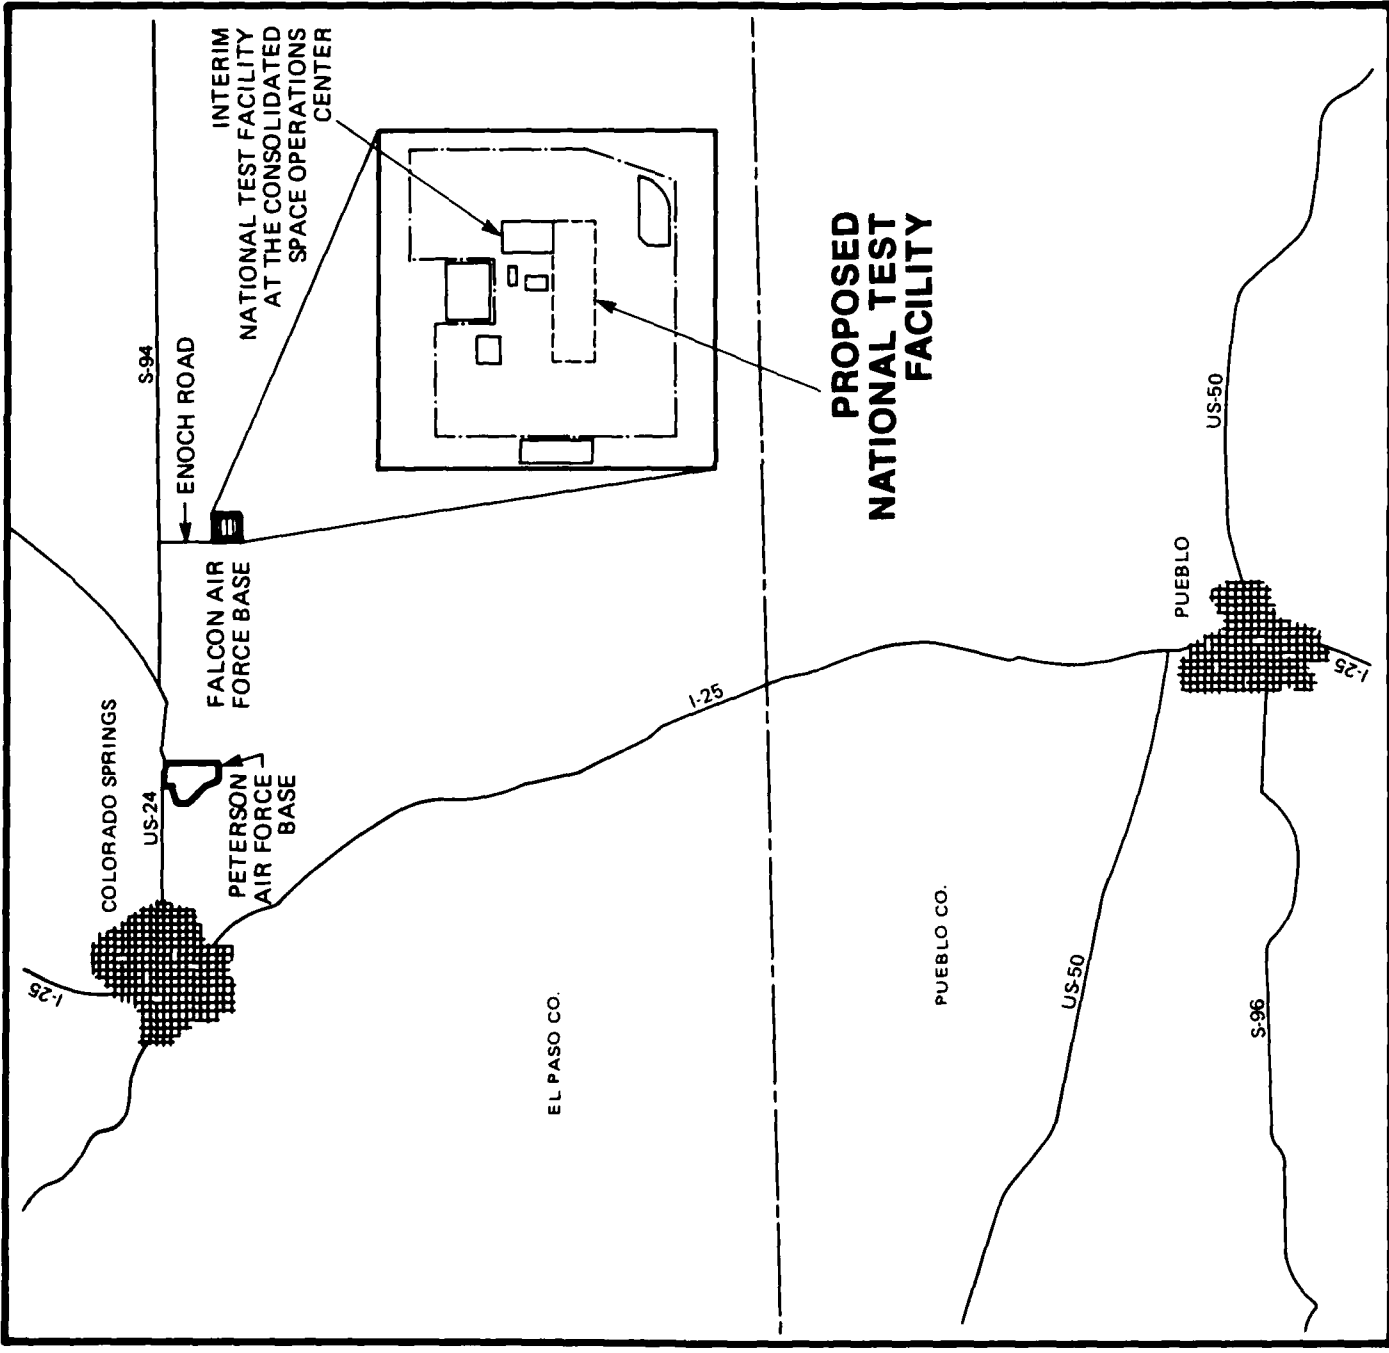 I-25
COLORADO SPRINGS
US-24
PETERSON
AIR FORCE
BASE
FALCON AIR
FORCE BASE
S-94
ENOCH ROAD
INTERIM
NATIONAL TEST FACILITY
AT THE CONSOLIDATED
SPACE OPERATIONS
CENTER
EL PASO CO.
I-25
PROPOSED
NATIONAL TEST
FACILITY
PUEBLO CO.
US-50
PUEBLO
US-50
S-96
I-25